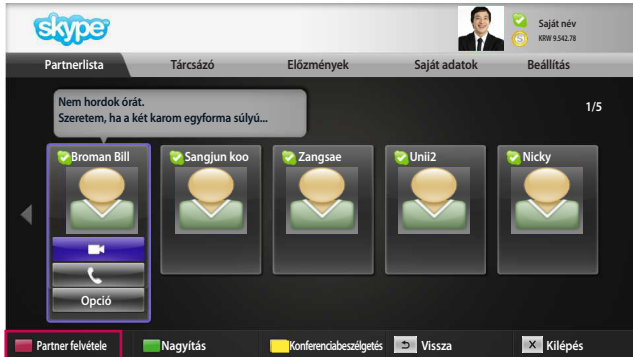 skype
Saját név
KRW 9.542.78
Partnerlista
Tárcsázó
Előzmények
Saját adatok
Beállítás
Nem hordok órát.
Szeretem, ha a két karom egyforma súlyú...
1/5
Broman Bill
Sangjun koo
Zangsae
Unii2
Nicky
Opció
Partner felvétele
Nagyítás
Konferenciabeszélgetés
Vissza
X Kilépés